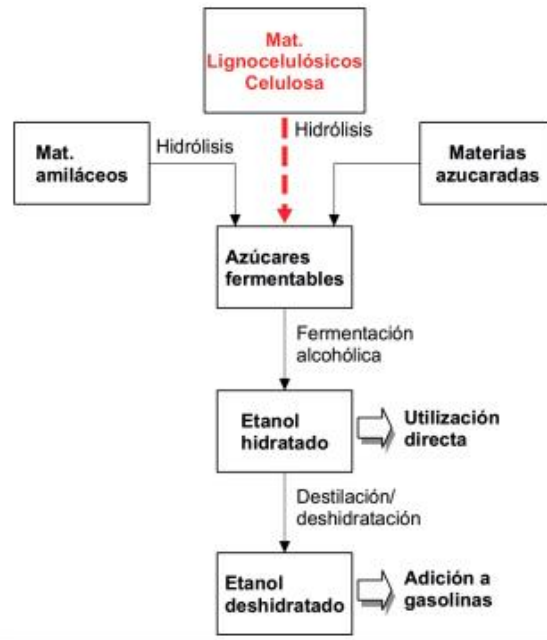 Mat.
Lignocelulósicos
Celulosa
Hidrólisis
Hidrólisis
Mat.
amiláceos
Materias
azucaradas
Azúcares
fermentables
Fermentación
alcohólica
Etanol
hidratado
Utilización
directa
Destilación/
deshidratación
Etanol
deshidratado
Adición a
gasolinas